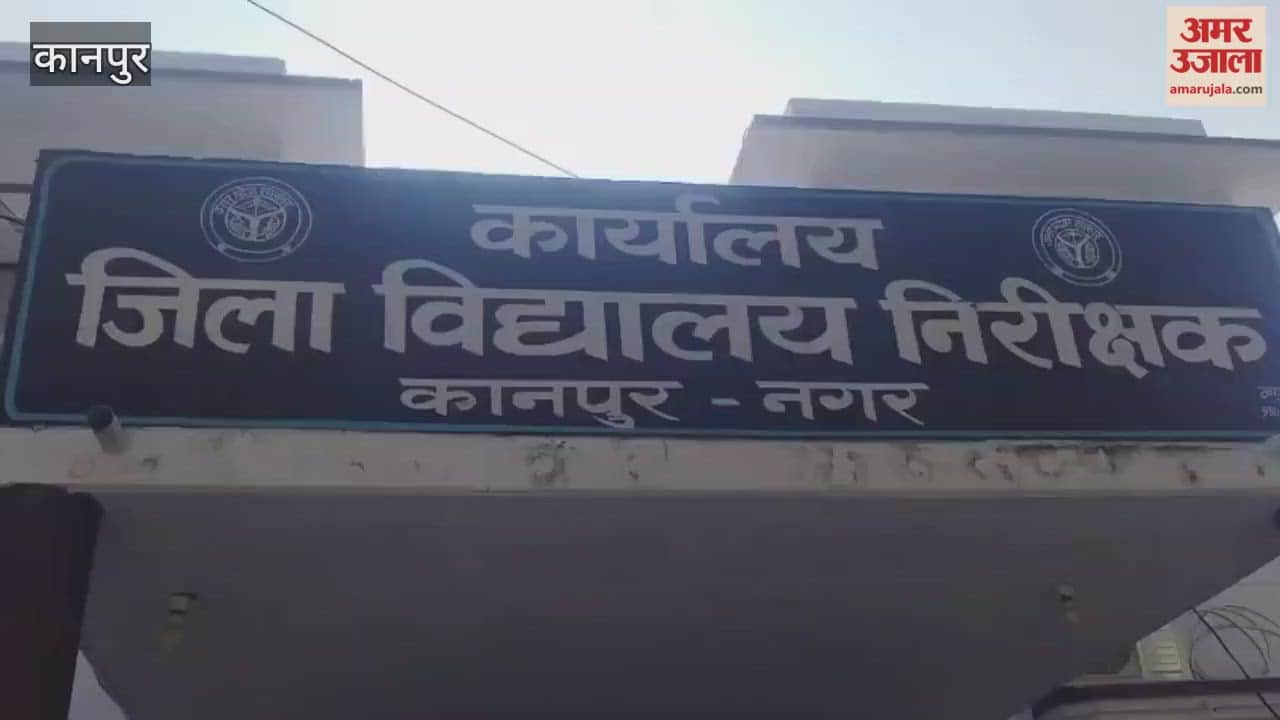 कानपुर
अमर
उजाला
amarujala.com
कार्यालय
जिला विद्यालय निरीक्षक
कानपुर - नगर